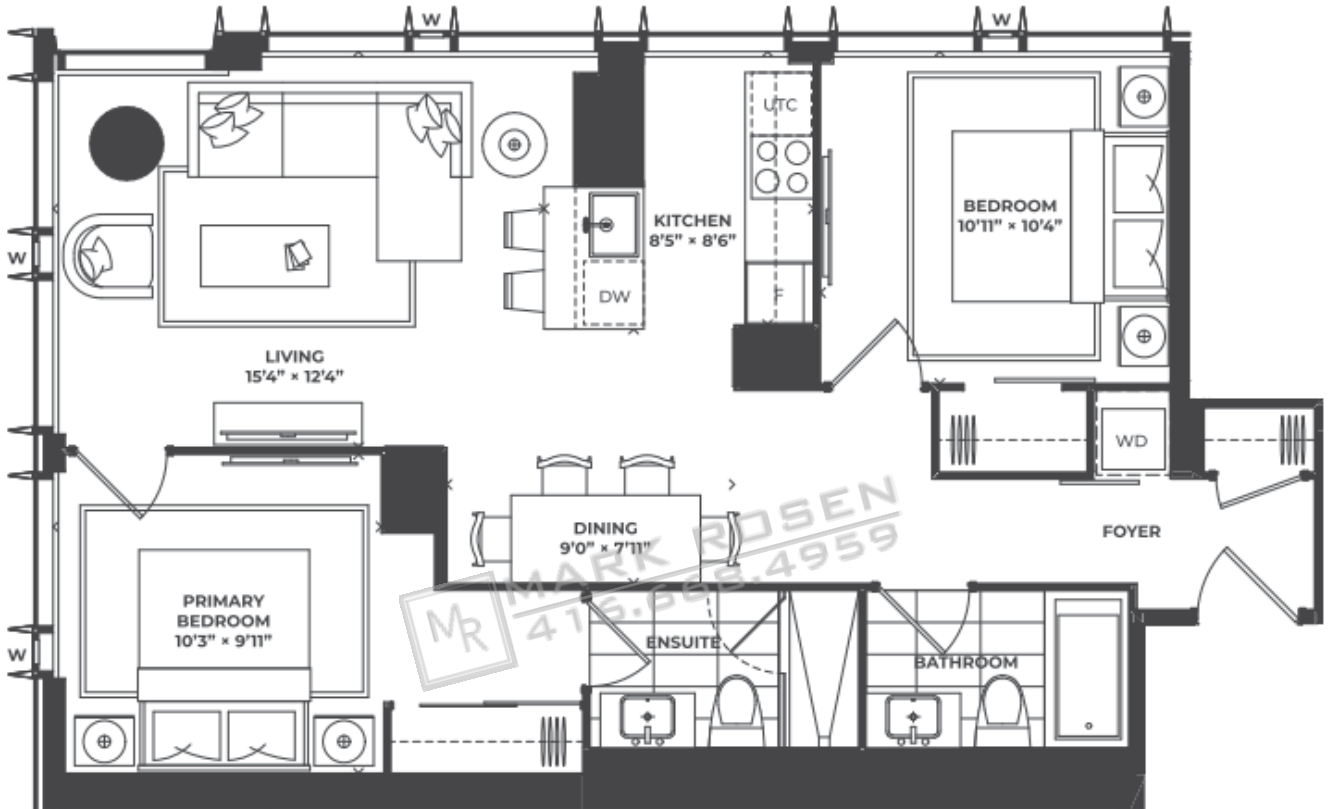 W
W
UTC
KITCHEN
8'5" × 8'6"
BEDROOM
10'11" × 10'4"
W
DW
F
LIVING
15'4" × 12'4"
WD
DINING
9'0" × 7'11"
FOYER
MR
MARK ROSEN
416.668.4959
PRIMARY
BEDROOM
10'3" × 9'11"
W
ENSUITE
BATHROOM